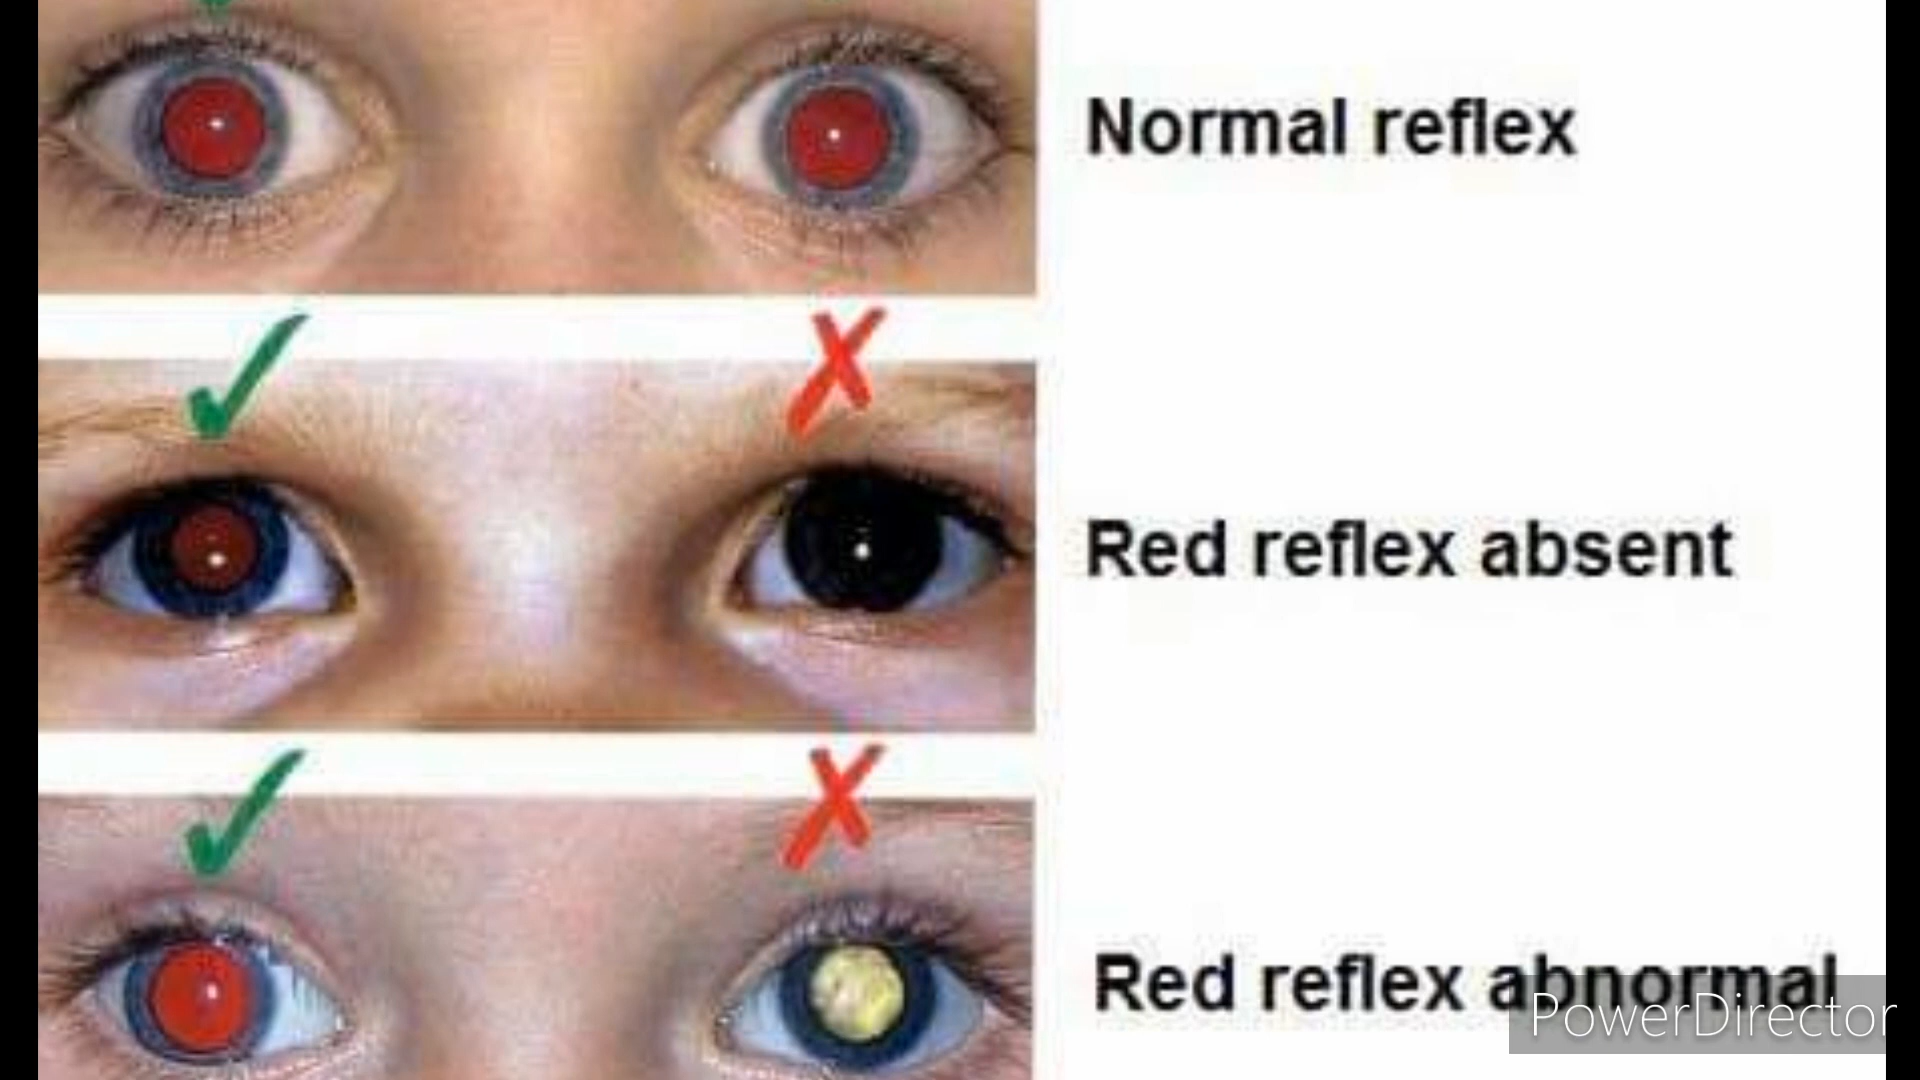 Normal reflex
Red reflex absent
Red reflex abnormal
PowerDirector